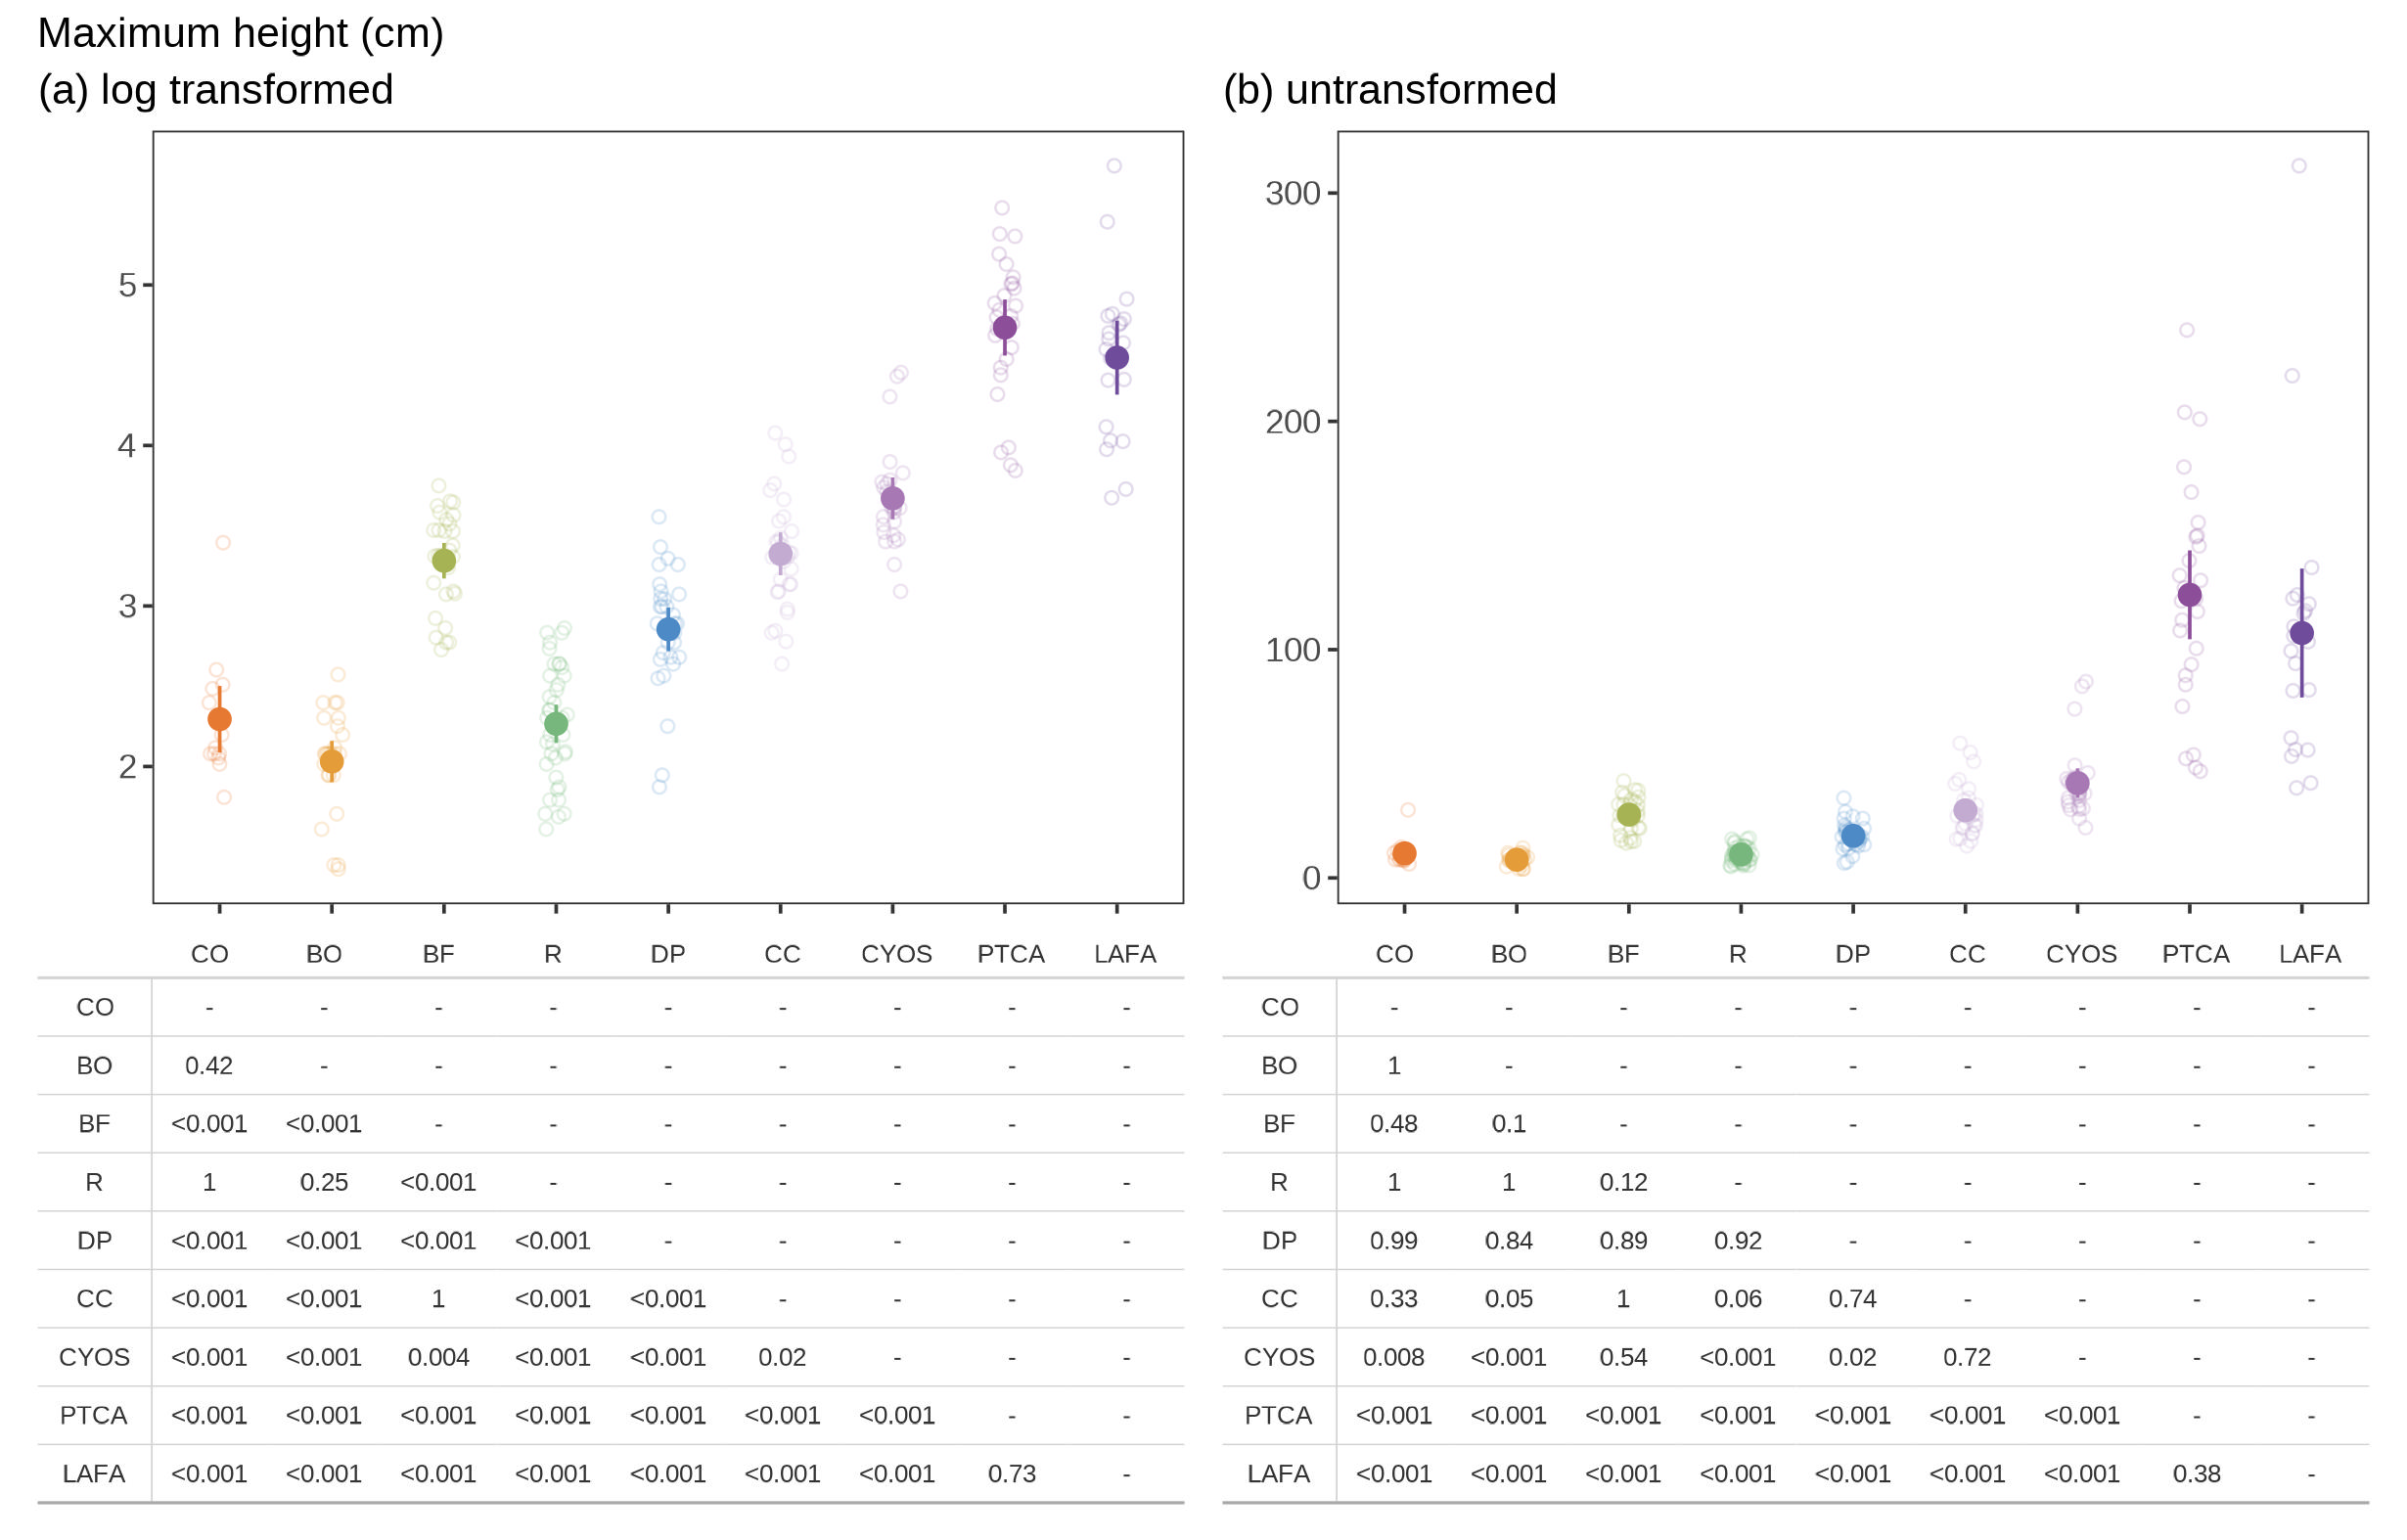 Maximum height (cm)
(a) log transformed
5
4
3
2
CO BO BF R DP CC CYOS PTCA LAFA
CO - - - - - - - - -
BO 0.42 - - - - - - - -
BF <0.001 <0.001 - - - - - - -
R 1 0.25 <0.001 - - - - - -
DP <0.001 <0.001 <0.001 <0.001 - - - - -
CC <0.001 <0.001 1 <0.001 <0.001 - - - -
CYOS <0.001 <0.001 0.004 <0.001 <0.001 0.02 - - -
PTCA <0.001 <0.001 <0.001 <0.001 <0.001 <0.001 <0.001 - -
LAFA <0.001 <0.001 <0.001 <0.001 <0.001 <0.001 <0.001 0.73 -
(b) untransformed
300
200
100
0
CO BO BF R DP CC CYOS PTCA LAFA
CO - - - - - - - - -
BO 1 - - - - - - - -
BF 0.48 0.1 - - - - - - -
R 1 1 0.12 - - - - - -
DP 0.99 0.84 0.89 0.92 - - - - -
CC 0.33 0.05 1 0.06 0.74 - - - -
CYOS 0.008 <0.001 0.54 <0.001 0.02 0.72 - - -
PTCA <0.001 <0.001 <0.001 <0.001 <0.001 <0.001 <0.001 - -
LAFA <0.001 <0.001 <0.001 <0.001 <0.001 <0.001 <0.001 0.38 -